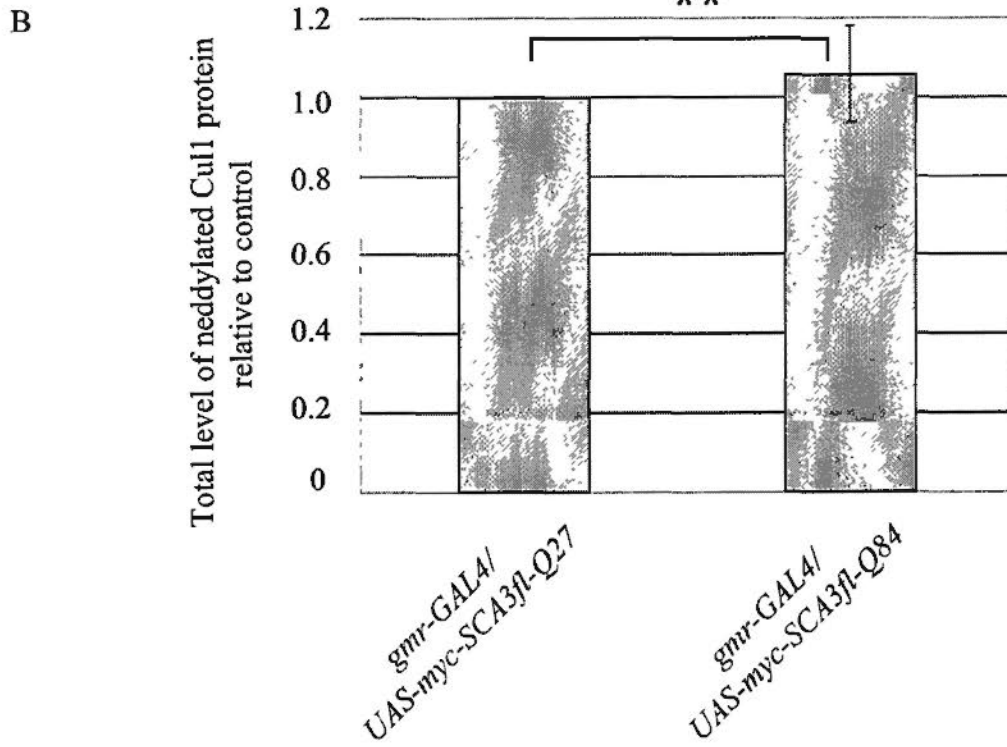 B
**
Total level of neddylated Cul1 protein
relative to control
1.2
1.0
0.8
0.6
0.4
0.2
0
gmr-GAL4/
UAS-myc-SCA3fl-Q27
gmr-GAL4/
UAS-myc-SCA3fl-Q84